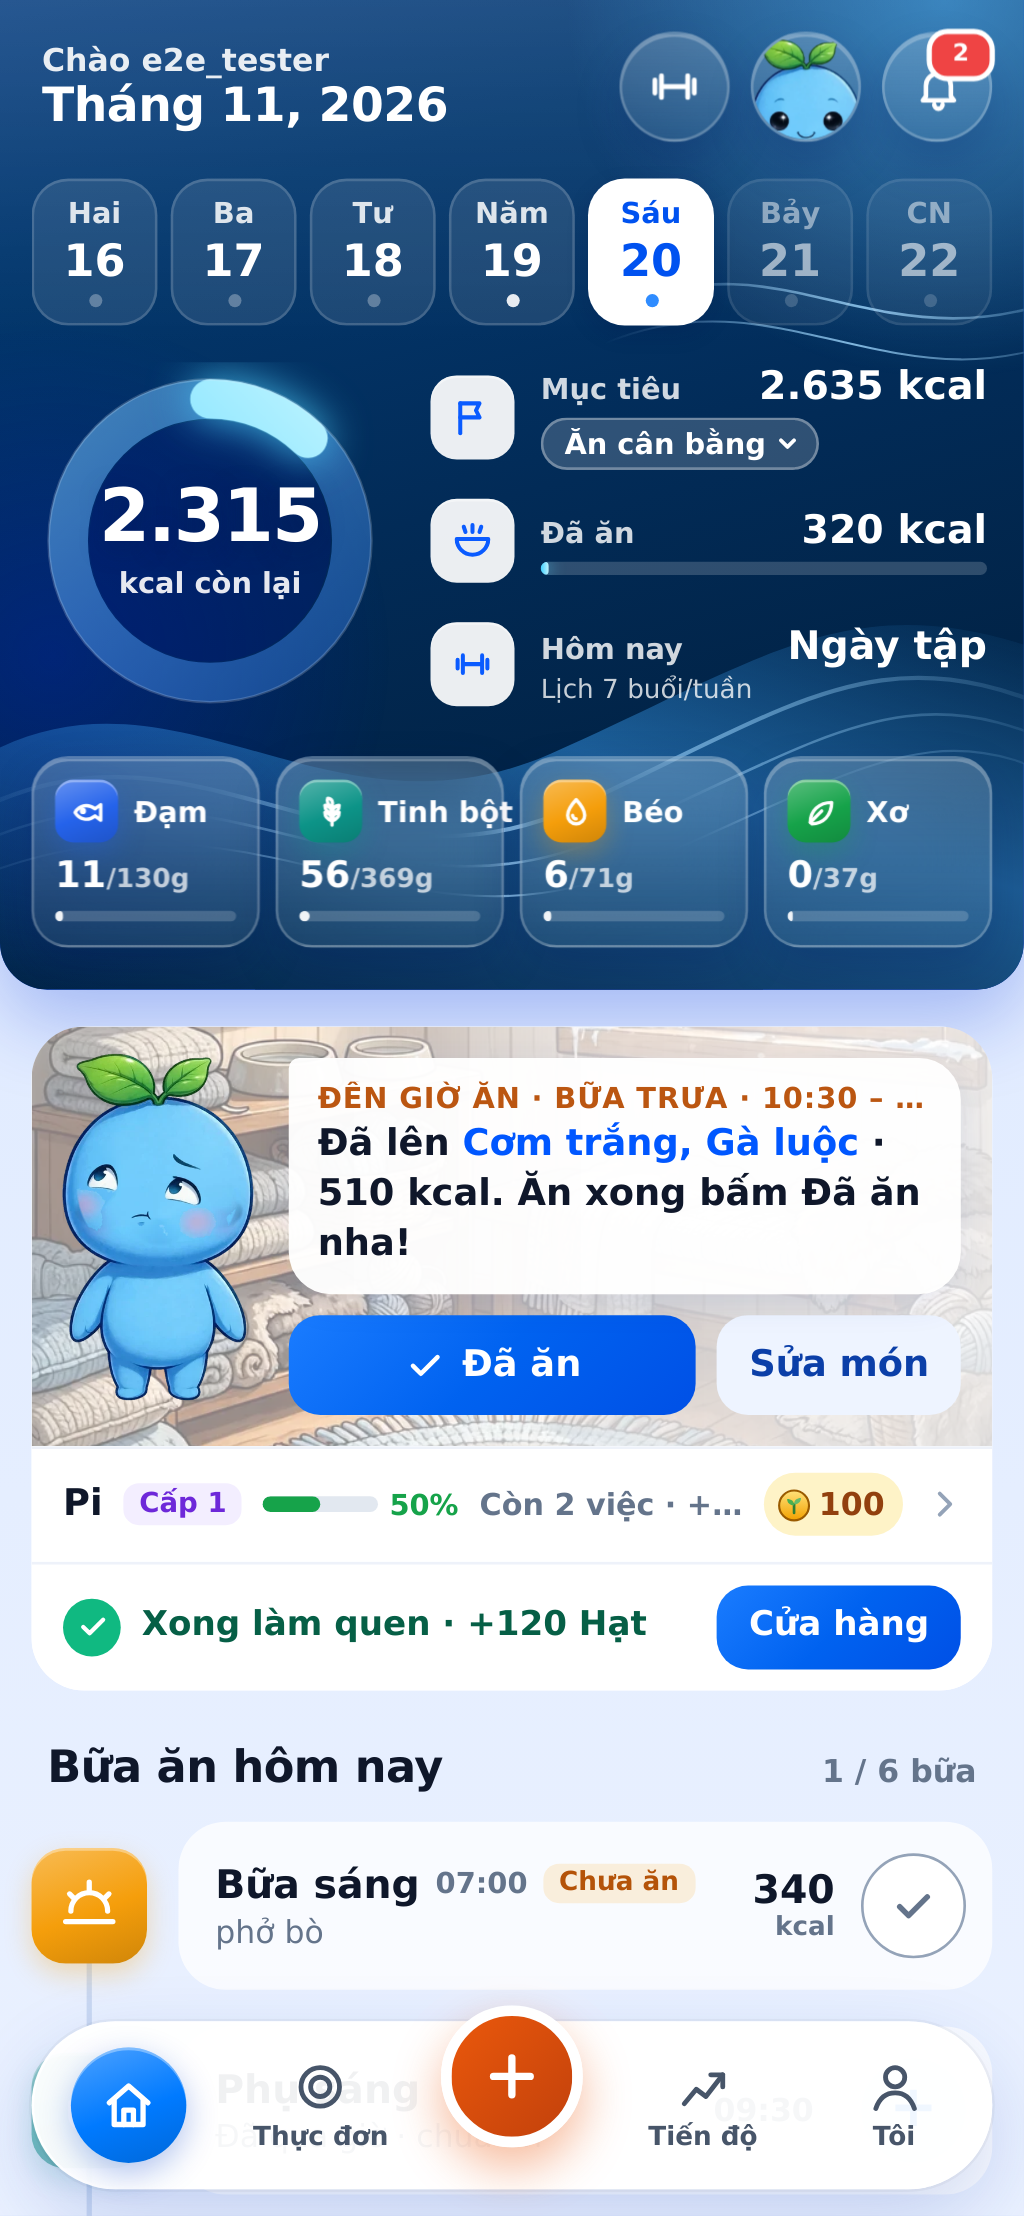 Chào e2e_tester
Tháng 11, 2026
2
Hai
16
Ba
17
Tư
18
Năm
19
Sáu
20
Bảy
21
CN
22
2.315
kcal còn lại
Mục tiêu
2.635 kcal
Ăn cân bằng
Đã ăn
320 kcal
Hôm nay
Ngày tập
Lịch 7 buổi/tuần
Đạm
11/130g
Tinh bột
56/369g
Béo
6/71g
Xơ
0/37g
ĐẾN GIỜ ĂN · BỮA TRƯA · 10:30 – ...
Đã lên Cơm trắng, Gà luộc ·
510 kcal. Ăn xong bấm Đã ăn
nha!
Đã ăn
Sửa món
Pi
Cấp 1
50%
Còn 2 việc · +...
100
Xong làm quen · +120 Hạt
Cửa hàng
Bữa ăn hôm nay
1 / 6 bữa
Bữa sáng 07:00 Chưa ăn
phở bò
340
kcal
09:30
Thực đơn
Tiến độ
Tôi